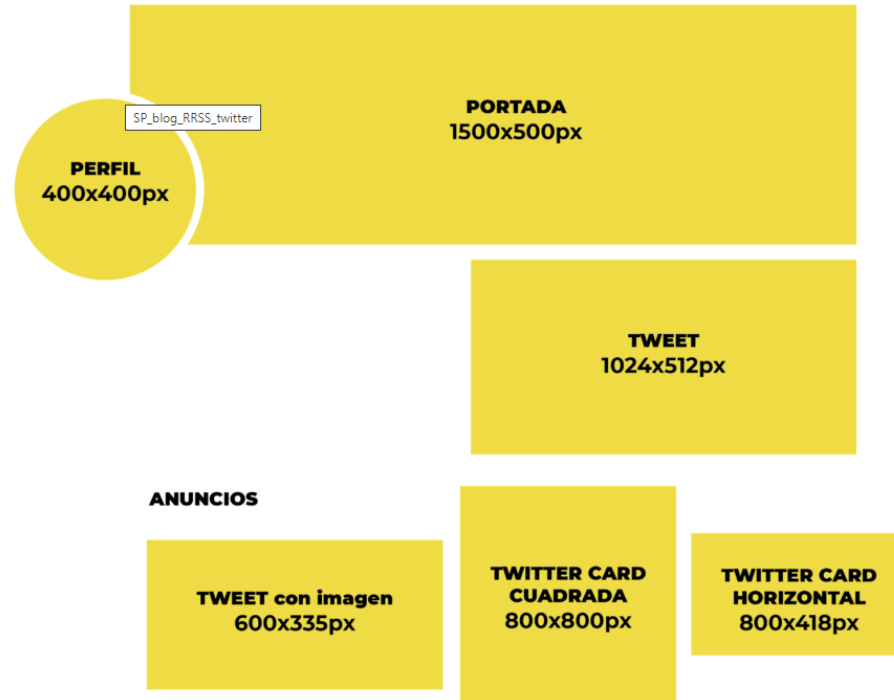 PORTADA
1500x500px
SP_blog_RRSS_twitter
PERFIL
400x400px
TWEET
1024x512px
ANUNCIOS
TWEET con imagen
600x335px
TWITTER CARD
CUADRADA
800x800px
TWITTER CARD
HORIZONTAL
800x418px